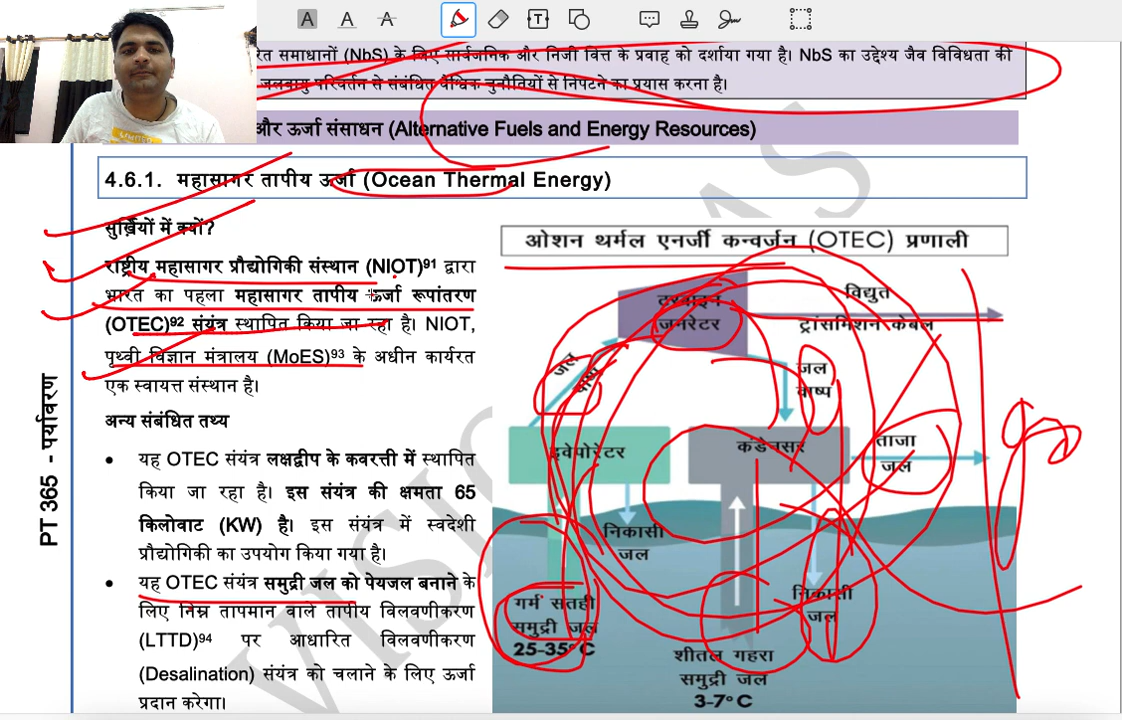 रित समाधानों (NbS) के लिए सार्वजनिक और निजी वित्त के प्रवाह को दर्शाया गया है। NbS का उद्देश्य जैव विविधता की
जलवायु परिवर्तन से संबंधित वैश्विक चुनौतियों से निपटने का प्रयास करना है।
और ऊर्जा संसाधन (Alternative Fuels and Energy Resources)
4.6.1. महासागर तापीय ऊर्जा (Ocean Thermal Energy)
सुर्ख़ियों में क्यों?
राष्ट्रीय महासागर प्रौद्योगिकी संस्थान (NIOT)91 द्वारा
भारत का पहला महासागर तापीय ऊर्जा रूपांतरण
(OTEC)92 संयंत्र स्थापित किया जा रहा है। NIOT,
पृथ्वी विज्ञान मंत्रालय (MoES)93 के अधीन कार्यरत
एक स्वायत्त संस्थान है।
अन्य संबंधित तथ्य
• यह OTEC संयंत्र लक्षद्वीप के कवरत्ती में स्थापित
किया जा रहा है। इस संयंत्र की क्षमता 65
किलोवाट (KW) है। इस संयंत्र में स्वदेशी
प्रौद्योगिकी का उपयोग किया गया है।
• यह OTEC संयंत्र समुद्री जल को पेयजल बनाने के
लिए निम्न तापमान वाले तापीय विलवणीकरण
(LTTD)94 पर आधारित विलवणीकरण
(Desalination) संयंत्र को चलाने के लिए ऊर्जा
प्रदान करेगा।
PT 365 - पर्यावरण
ओशन थर्मल एनर्जी कन्वर्जन (OTEC) प्रणाली
टरबाइन
जनरेटर
विद्युत
ट्रांसमिशन केबल
जल
वाष्प
जल
वाष्प
इवेपोरेटर
कंडेनसर
ताजा
जल
निकासी
जल
निकासी
जल
गर्म सतही
समुद्री जल
25-35°C
शीतल गहरा
समुद्री जल
3-7°C